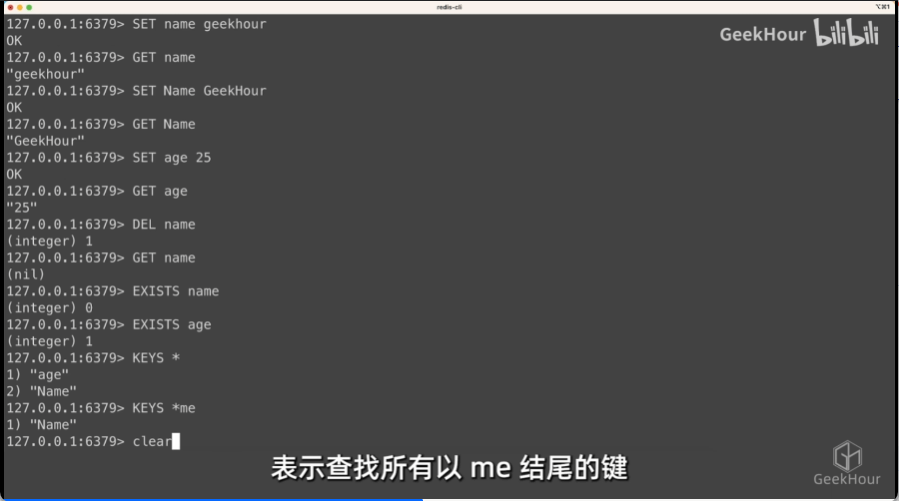 redis-cli
⌥⌘1
127.0.0.1:6379> SET name geekhour
OK
127.0.0.1:6379> GET name
"geekhour"
127.0.0.1:6379> SET Name GeekHour
OK
127.0.0.1:6379> GET Name
"GeekHour"
127.0.0.1:6379> SET age 25
OK
127.0.0.1:6379> GET age
"25"
127.0.0.1:6379> DEL name
(integer) 1
127.0.0.1:6379> GET name
(nil)
127.0.0.1:6379> EXISTS name
(integer) 0
127.0.0.1:6379> EXISTS age
(integer) 1
127.0.0.1:6379> KEYS *
1) "age"
2) "Name"
127.0.0.1:6379> KEYS *me
1) "Name"
127.0.0.1:6379> clear
GeekHour bilibili
表示查找所有以 me 结尾的键
GeekHour